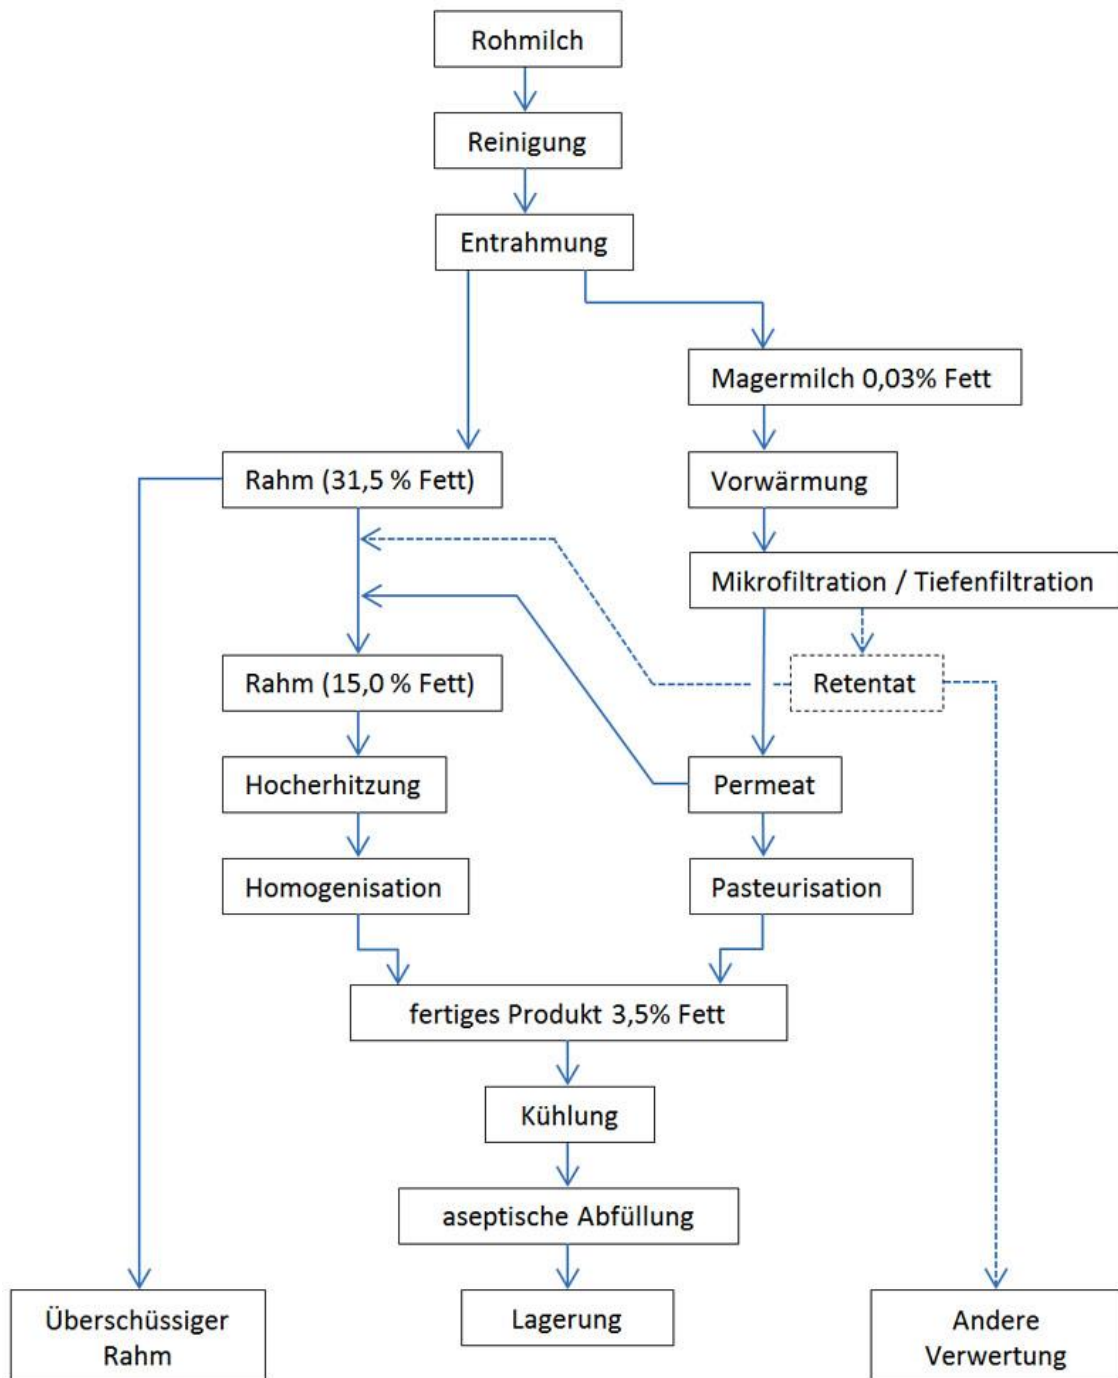 Rohmilch
Reinigung
Entrahmung
Magermilch 0,03% Fett
Rahm (31,5 % Fett)
Vorwärmung
Mikrofiltration / Tiefenfiltration
Rahm (15,0 % Fett)
Retentat
Hocherhitzung
Permeat
Homogenisation
Pasteurisation
fertiges Produkt 3,5% Fett
Kühlung
aseptische Abfüllung
Überschüssiger
Rahm
Lagerung
Andere
Verwertung